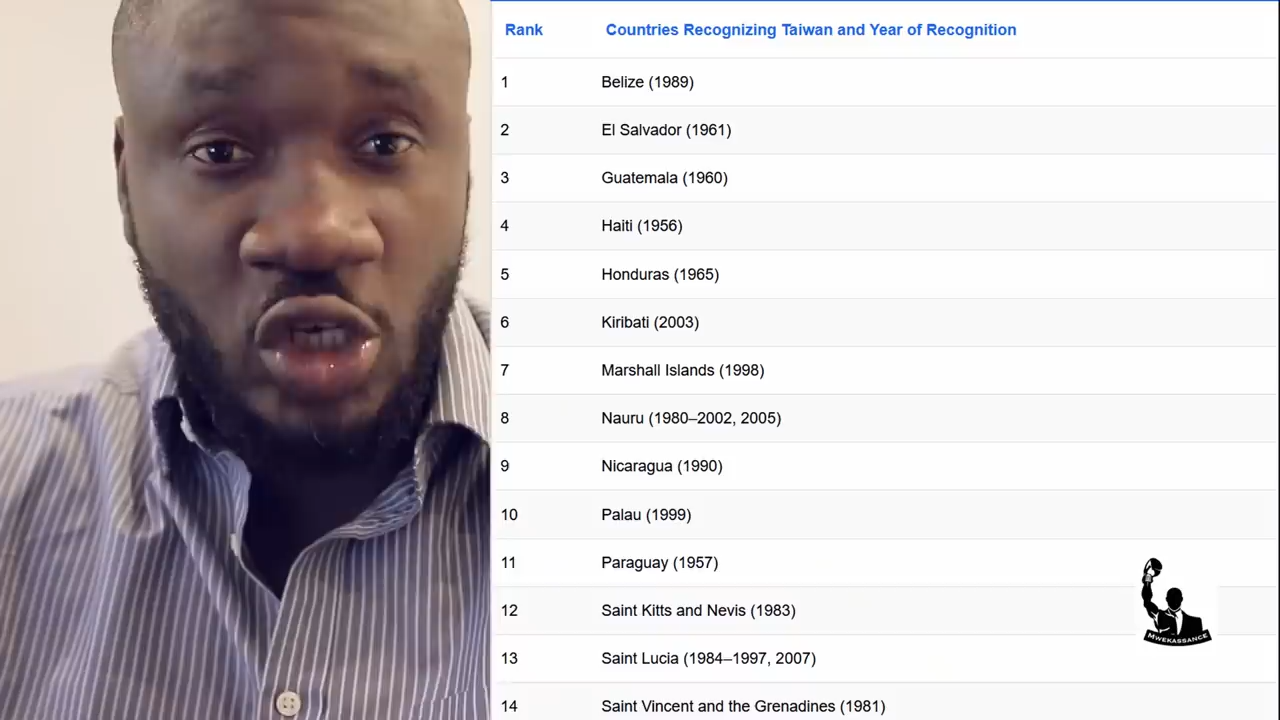 Rank Countries Recognizing Taiwan and Year of Recognition
1 Belize (1989)
2 El Salvador (1961)
3 Guatemala (1960)
4 Haiti (1956)
5 Honduras (1965)
6 Kiribati (2003)
7 Marshall Islands (1998)
8 Nauru (1980–2002, 2005)
9 Nicaragua (1990)
10 Palau (1999)
11 Paraguay (1957)
12 Saint Kitts and Nevis (1983)
13 Saint Lucia (1984–1997, 2007)
14 Saint Vincent and the Grenadines (1981)
MWEKASSANCE